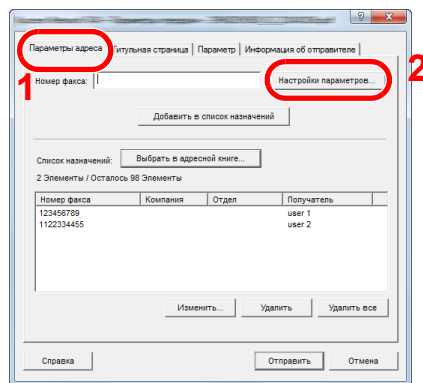 Параметры адреса Титульная страница Параметр Информация об отправителе
2
1
Номер факса: Настройки параметров...
Добавить в список назначений
Список назначений: Выбрать в адресной книге...
2 Элементы / Осталось 98 Элементы
Номер факса Компания Отдел Получатель
123456789 user 1
1122334455 user 2
Изменить... Удалить Удалить все
Справка Отправить Отмена